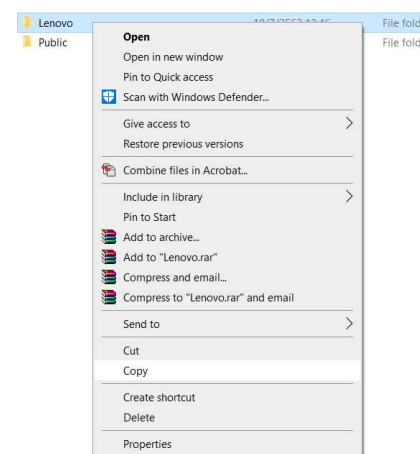 Lenovo
File fold
Public
File fold
Open
Open in new window
Pin to Quick access
Scan with Windows Defender...
Give access to
Restore previous versions
Combine files in Acrobat...
Include in library
Pin to Start
Add to archive...
Add to "Lenovo.rar"
Compress and email...
Compress to "Lenovo.rar" and email
Send to
Cut
Copy
Create shortcut
Delete
Properties